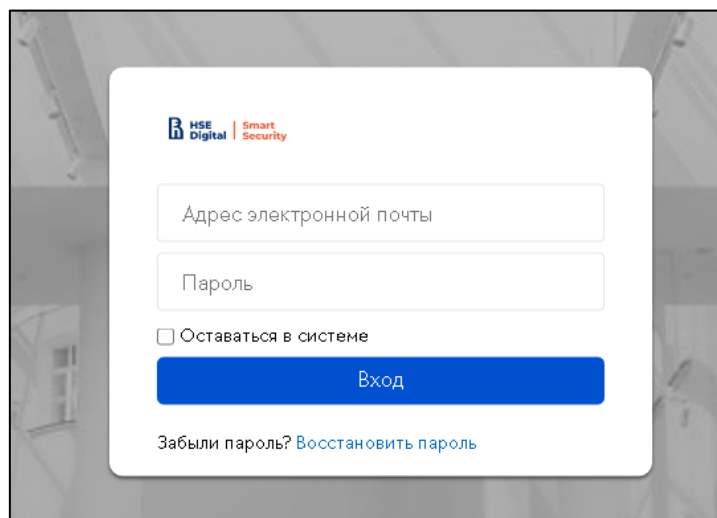 HSE Digital | Smart Security
Адрес электронной почты
Пароль
Оставаться в системе
Вход
Забыли пароль? Восстановить пароль